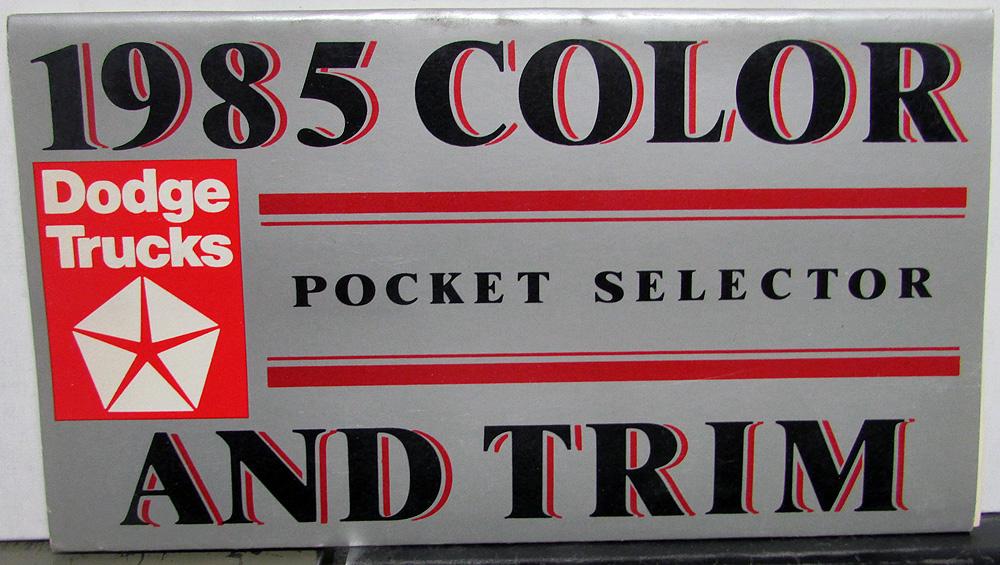 1985 COLOR
Dodge
Trucks
POCKET SELECTOR
AND TRIM